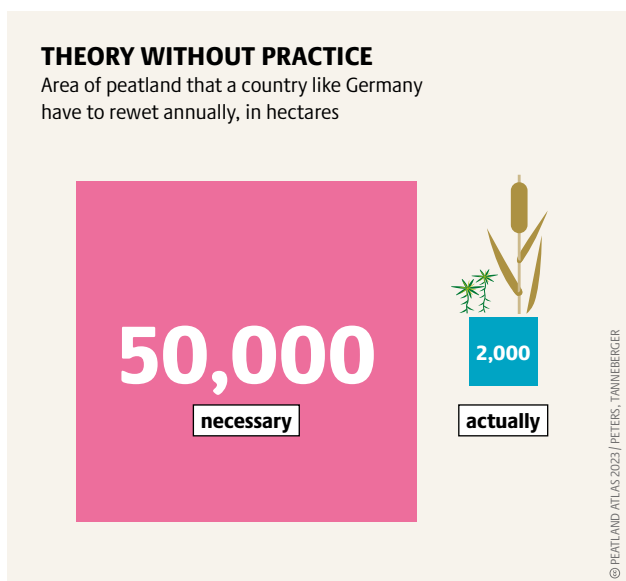 THEORY WITHOUT PRACTICE
Area of peatland that a country like Germany
have to rewet annually, in hectares
50,000
necessary
2,000
actually
© PEATLAND ATLAS 2023 / PETERS, TANNEBERGER